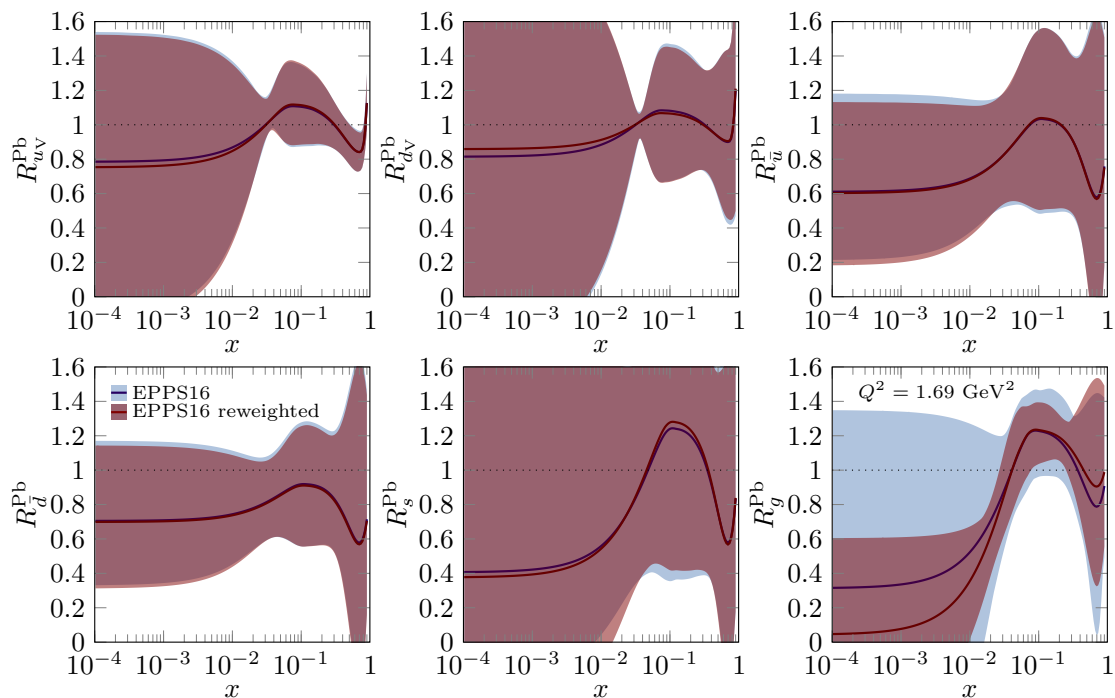 1.6 1.6 1.6
1.4 1.4 1.4
1.2 1.2 1.2
1 1 1
0.8 0.8 0.8
0.6 0.6 0.6
0.4 0.4 0.4
0.2 0.2 0.2
0 0 0
R_{u_V}^{Pb} R_{d_V}^{Pb} R_{ū}^{Pb}
10⁻⁴ 10⁻³ 10⁻² 10⁻¹ 1 10⁻⁴ 10⁻³ 10⁻² 10⁻¹ 1 10⁻⁴ 10⁻³ 10⁻² 10⁻¹ 1
x x x
1.6 1.6 1.6
EPPS16 Q² = 1.69 GeV²
EPPS16 reweighted
1.4 1.4 1.4
1.2 1.2 1.2
1 1 1
0.8 0.8 0.8
0.6 0.6 0.6
0.4 0.4 0.4
0.2 0.2 0.2
0 0 0
R_{d̄}^{Pb} R_{s}^{Pb} R_{g}^{Pb}
10⁻⁴ 10⁻³ 10⁻² 10⁻¹ 1 10⁻⁴ 10⁻³ 10⁻² 10⁻¹ 1 10⁻⁴ 10⁻³ 10⁻² 10⁻¹ 1
x x x